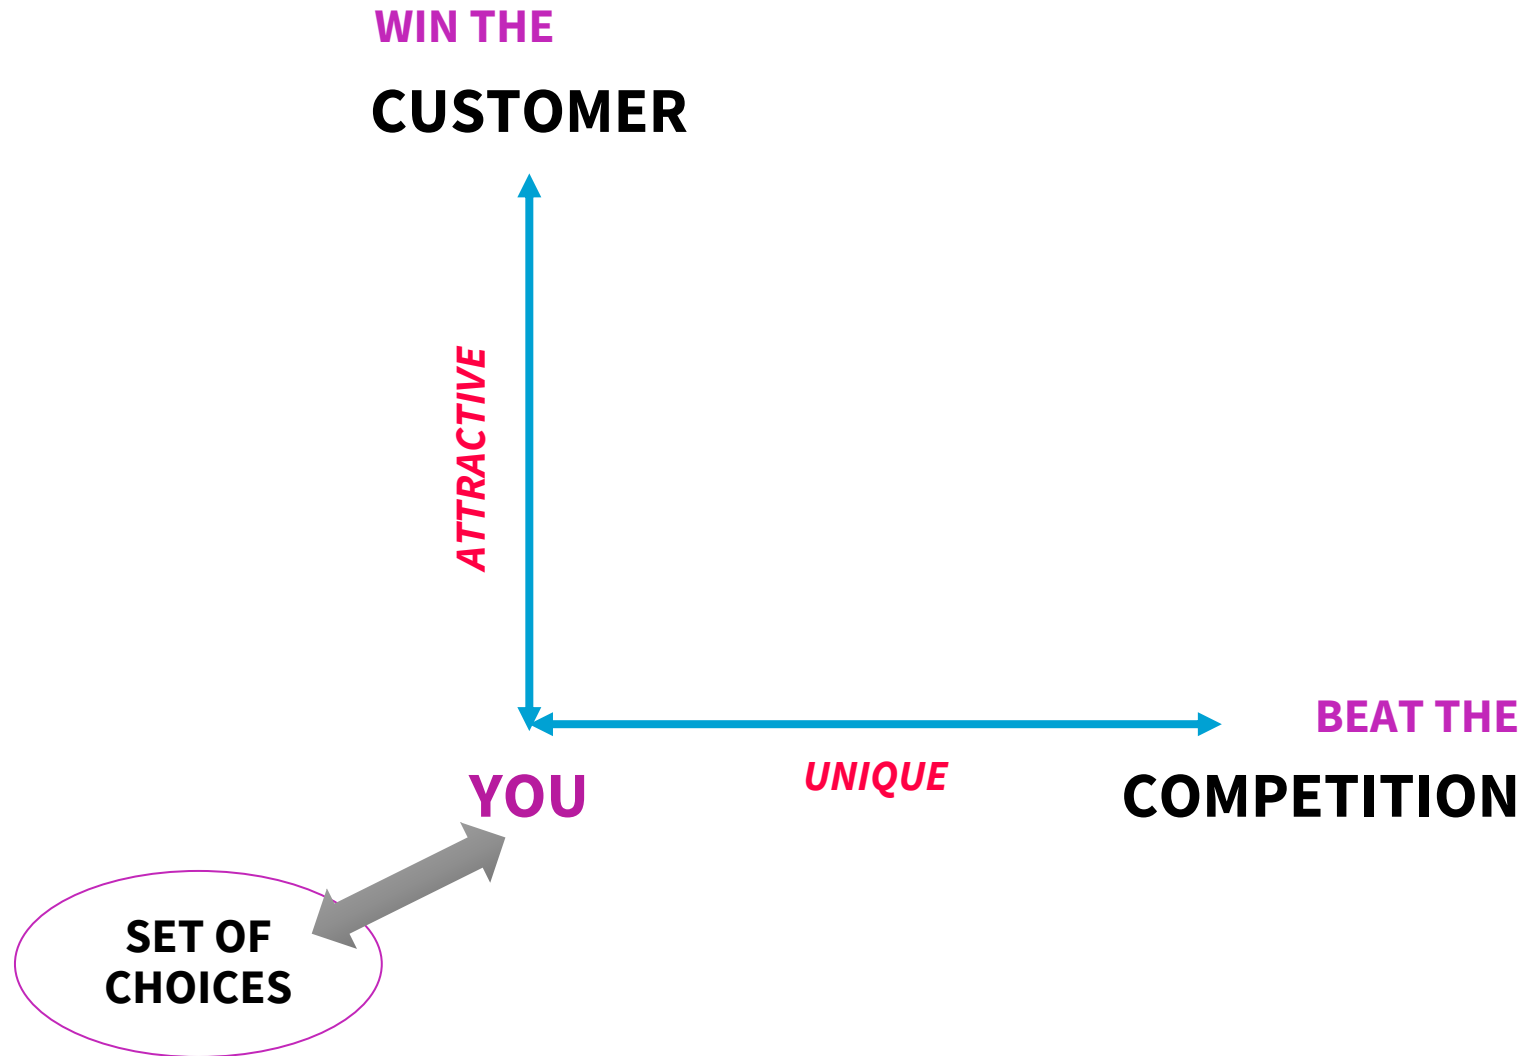 WIN THE
CUSTOMER
ATTRACTIVE
BEAT THE
YOU
UNIQUE
COMPETITION
SET OF
CHOICES